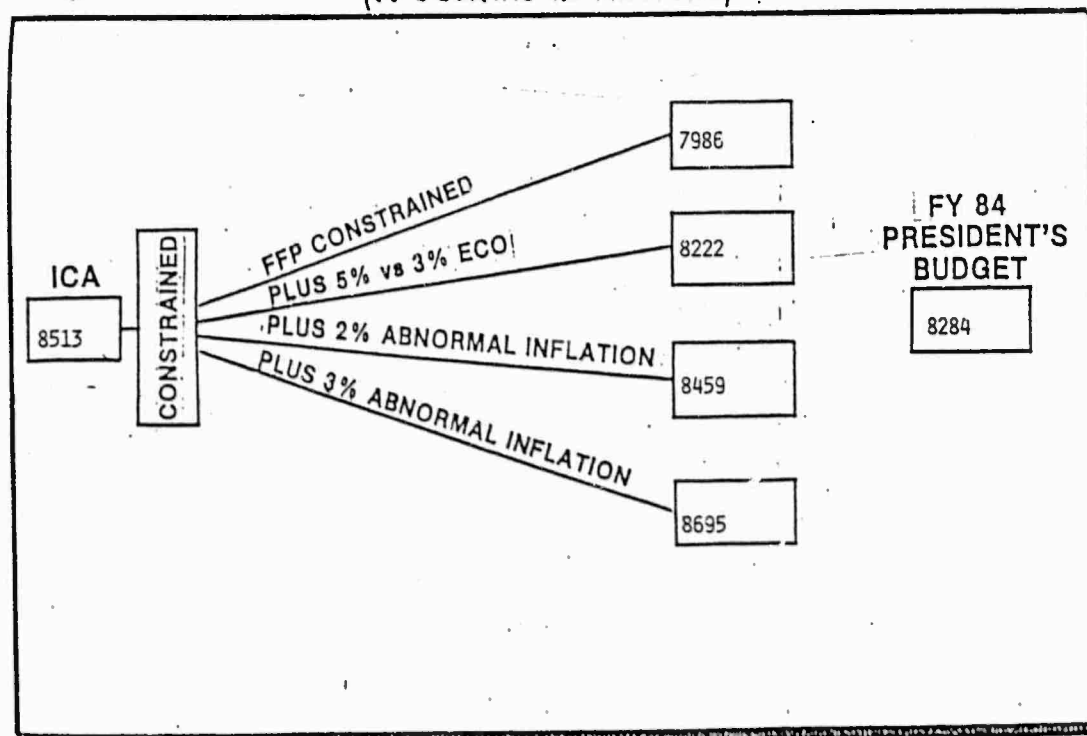 ICA
8513
CONSTRAINED
FFP CONSTRAINED
7986
PLUS 5% vs 3% ECO
8222
PLUS 2% ABNORMAL INFLATION
8459
PLUS 3% ABNORMAL INFLATION
8695
FY 84
PRESIDENT'S
BUDGET
8284